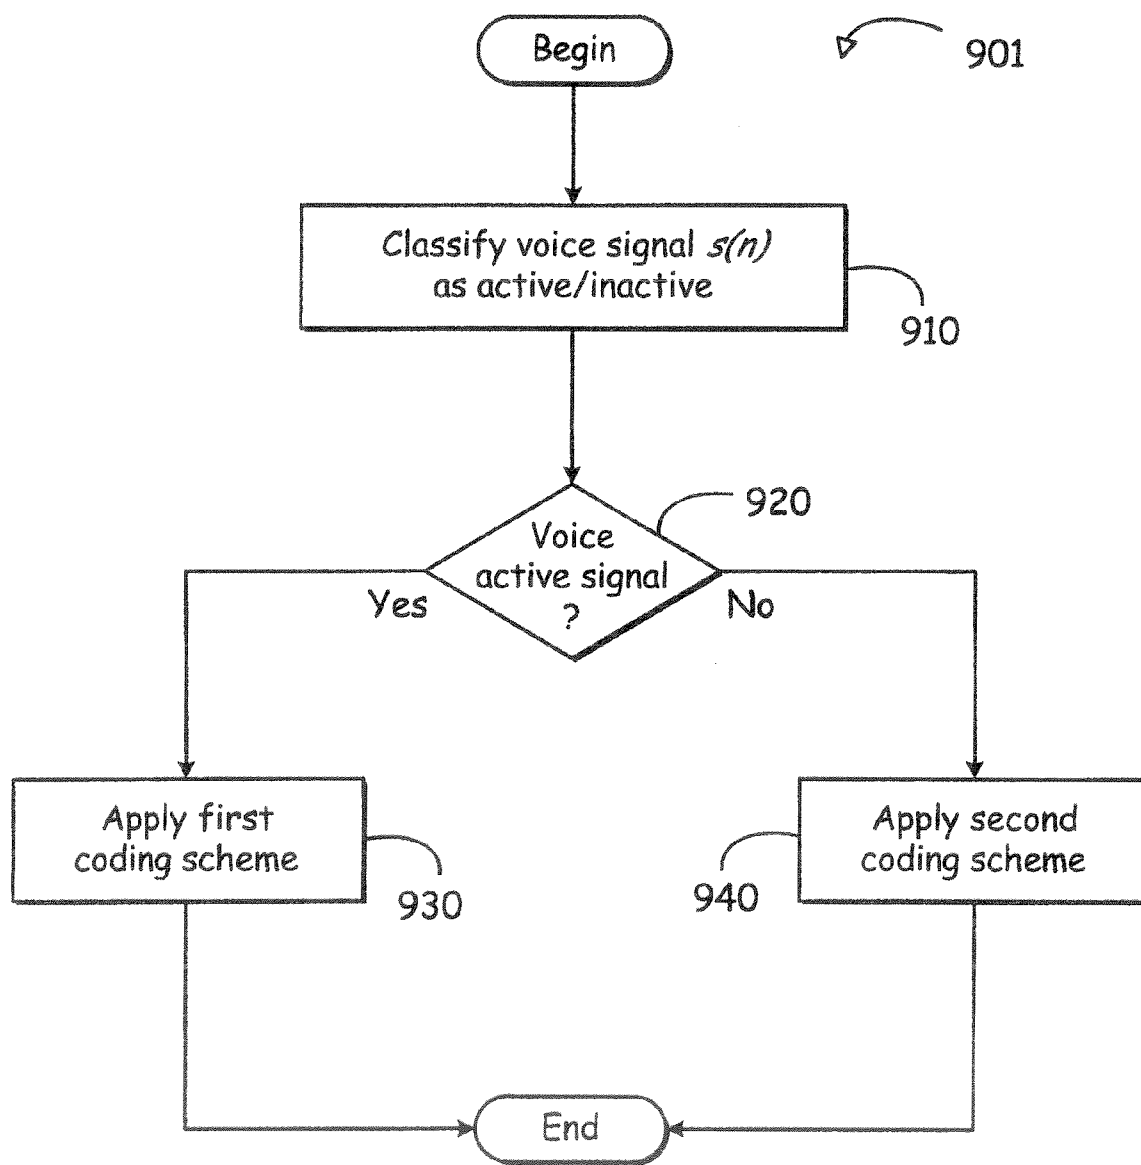 Begin
901
Classify voice signal s(n)
as active/inactive
910
920
Voice
active signal
?
Yes
No
Apply first
coding scheme
930
Apply second
coding scheme
940
End